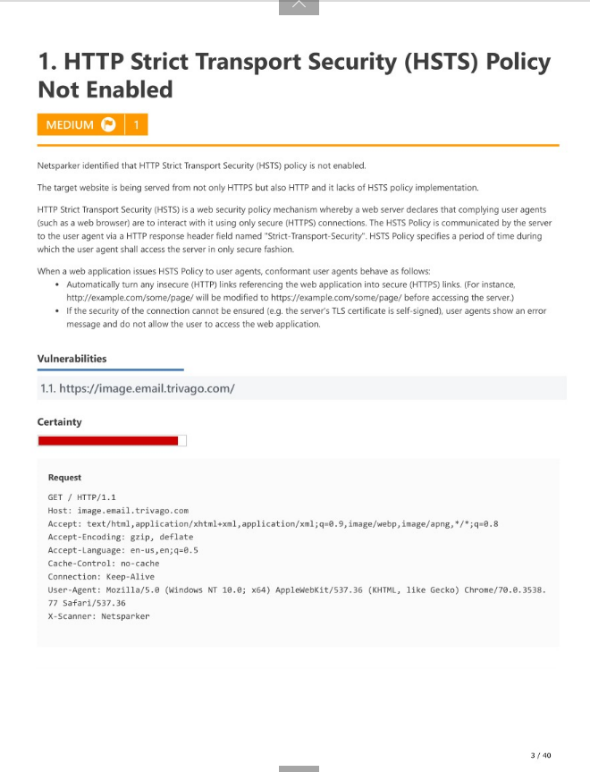 1. HTTP Strict Transport Security (HSTS) Policy
Not Enabled
MEDIUM 1
Netsparker identified that HTTP Strict Transport Security (HSTS) policy is not enabled.
The target website is being served from not only HTTPS but also HTTP and it lacks of HSTS policy implementation.
HTTP Strict Transport Security (HSTS) is a web security policy mechanism whereby a web server declares that complying user agents
(such as a web browser) are to interact with it using only secure (HTTPS) connections. The HSTS Policy is communicated by the server
to the user agent via a HTTP response header field named "Strict-Transport-Security". HSTS Policy specifies a period of time during
which the user agent shall access the server in only secure fashion.
When a web application issues HSTS Policy to user agents, conformant user agents behave as follows:
• Automatically turn any insecure (HTTP) links referencing the web application into secure (HTTPS) links. (For instance,
http://example.com/some/page/ will be modified to https://example.com/some/page/ before accessing the server.)
• If the security of the connection cannot be ensured (e.g. the server's TLS certificate is self-signed), user agents show an error
message and do not allow the user to access the web application.
Vulnerabilities
1.1. https://image.email.trivago.com/
Certainty
Request
GET / HTTP/1.1
Host: image.email.trivago.com
Accept: text/html,application/xhtml+xml,application/xml;q=0.9,image/webp,image/apng,*/*;q=0.8
Accept-Encoding: gzip, deflate
Accept-Language: en-us,en;q=0.5
Cache-Control: no-cache
Connection: Keep-Alive
User-Agent: Mozilla/5.0 (Windows NT 10.0; x64) AppleWebKit/537.36 (KHTML, like Gecko) Chrome/70.0.3538.
77 Safari/537.36
X-Scanner: Netsparker
3 / 40